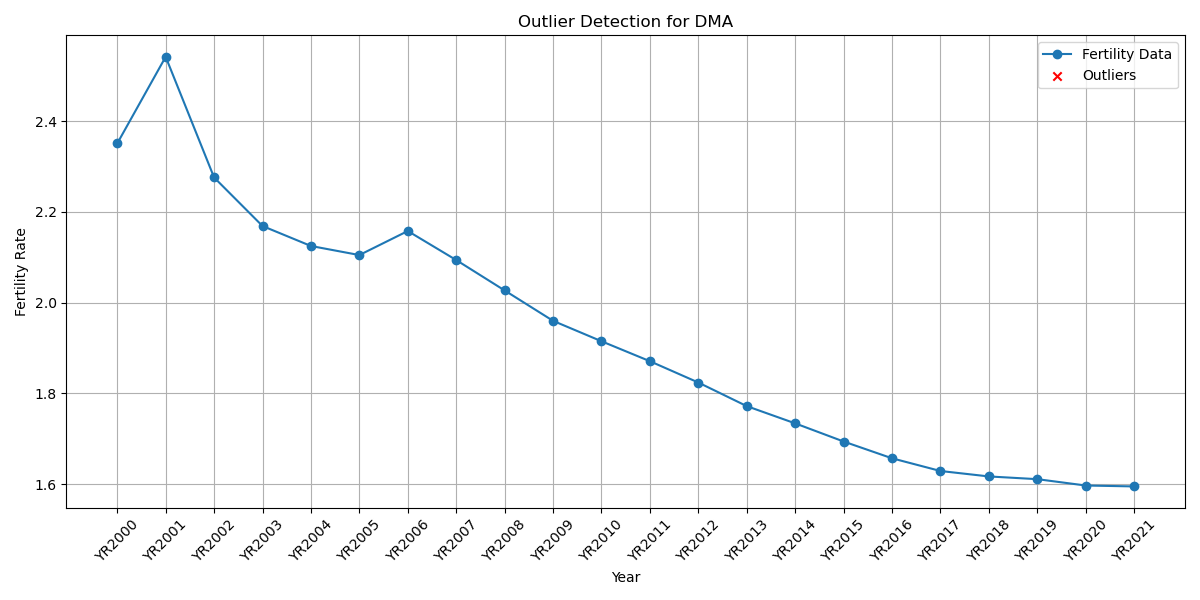 Outlier Detection for DMA
Fertility Data
Outliers
Fertility Rate
2.4
2.2
2.0
1.8
1.6
YR2000
YR2001
YR2002
YR2003
YR2004
YR2005
YR2006
YR2007
YR2008
YR2009
YR2010
YR2011
YR2012
YR2013
YR2014
YR2015
YR2016
YR2017
YR2018
YR2019
YR2020
YR2021
Year